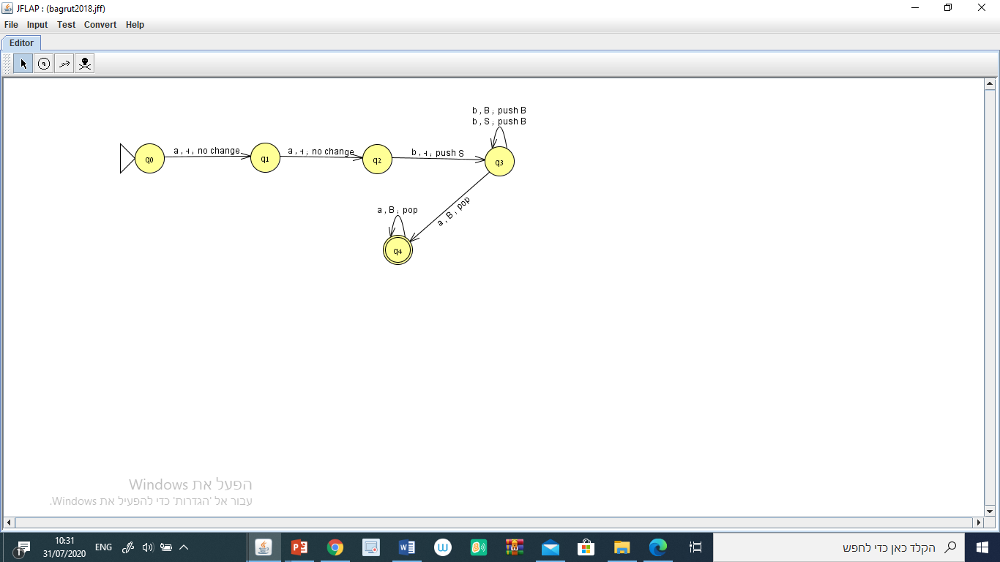 JFLAP : (bagrut2018.jff)
File Input Test Convert Help
Editor
b , B ; push B
b , S ; push B
a , ⊣ ; no change
a , ⊣ ; no change
b , ⊣ ; push S
q0
q1
q2
q3
a , B ; pop
a , B ; pop
q4
הפעל את Windows
עבור אל 'הגדרות' כדי להפעיל את Windows.
1
10:31
31/07/2020
ENG
הקלד כאן כדי לחפש